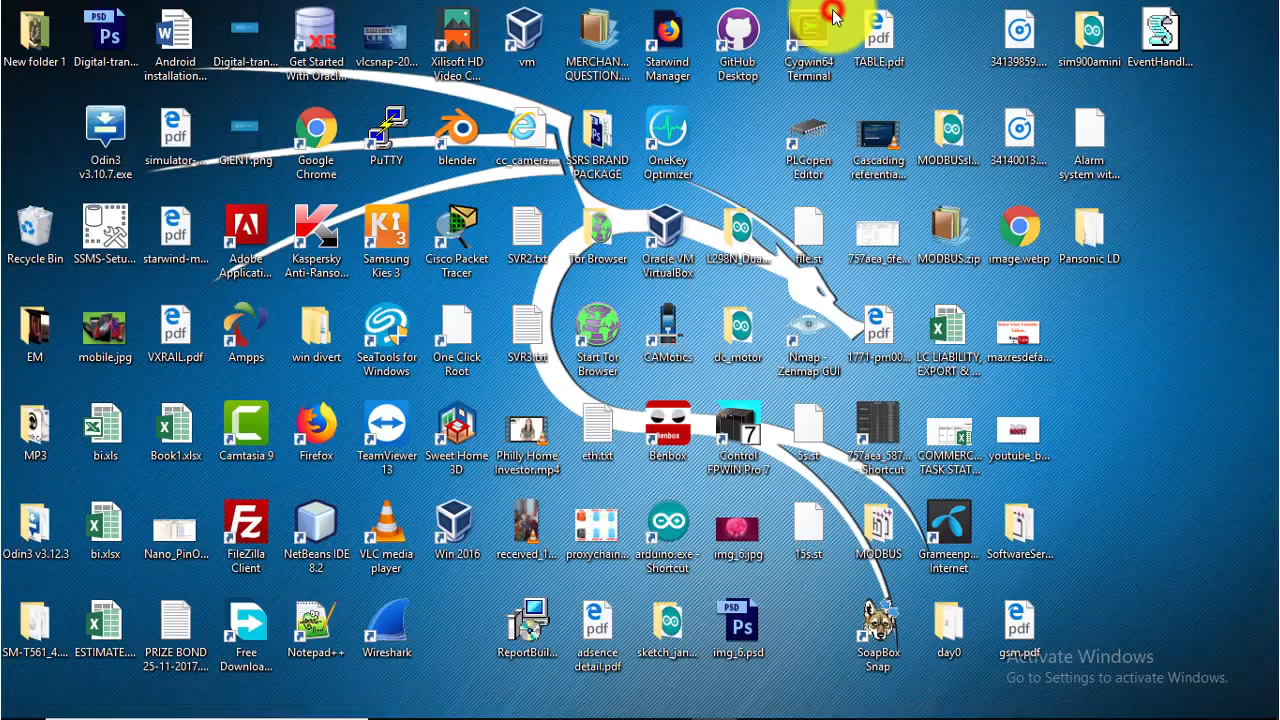 New folder 1
Digital-tran...
Android
installation...
Digital-tran...
Get Started
With Oracl...
vlcsnap-20...
Xilisoft HD
Video C...
vm
MERCHAN...
QUESTION....
Starwind
Manager
GitHub
Desktop
Cygwin64
Terminal
TABLE.pdf
34139859....
sim900amini
EventHandl...
Odin3
v3.10.7.exe
simulator-...
GIENT.png
Google
Chrome
PuTTY
blender
cc_camera...
SSRS BRAND
PACKAGE
OneKey
Optimizer
PLCopen
Editor
Cascading
referentia...
MODBUSsl...
34140013....
Alarm
system wit...
Recycle Bin
SSMS-Setu...
starwind-m...
Adobe
Applicati...
Kaspersky
Anti-Ranso...
Samsung
Kies 3
Cisco Packet
Tracer
SVR2.txt
Tor Browser
Oracle VM
VirtualBox
L298N_Dua...
file.st
757aea_6fe...
MODBUS.zip
image.webp
Pansonic LD
EM
mobile.jpg
VXRAIL.pdf
Ampps
win divert
SeaTools for
Windows
One Click
Root
SVR3.txt
Start Tor
Browser
CAMotics
dc_motor
Nmap -
Zenmap GUI
1771-pm00...
LC LIABILITY,
EXPORT & ...
maxresdefa...
MP3
bi.xls
Book1.xlsx
Camtasia 9
Firefox
TeamViewer
13
Sweet Home
3D
Philly Home
Investor.mp4
eth.txt
Benbox
Control
FPWIN Pro 7
5s.st
757aea_587...
Shortcut
COMMERC...
TASK STAT...
youtube_b...
Odin3 v3.12.3
bi.xlsx
Nano_PinO...
FileZilla
Client
NetBeans IDE
8.2
VLC media
player
Win 2016
received_1...
proxychain...
arduino.exe -
Shortcut
img_6.jpg
15s.st
MODBUS
Grameenp...
Internet
SoftwareSer...
SM-T561_4....
ESTIMATE....
PRIZE BOND
25-11-2017....
Free
Downloa...
Notepad++
Wireshark
ReportBuil...
adsence
detail.pdf
sketch_jan...
img_6.psd
SoapBox
Snap
day0
gsm.pdf
Activate Windows
Go to Settings to activate Windows.